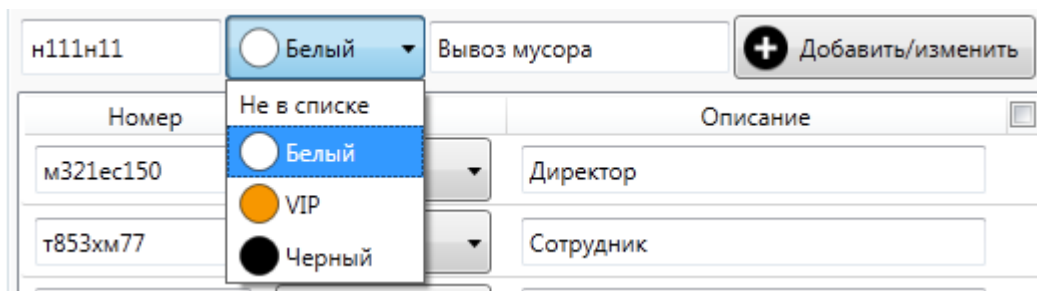 н111н11 Белый Вывоз мусора Добавить/изменить
Номер Не в списке Описание
Белый
м321ес150 Директор
VIP
т853хм77 Сотрудник
Черный